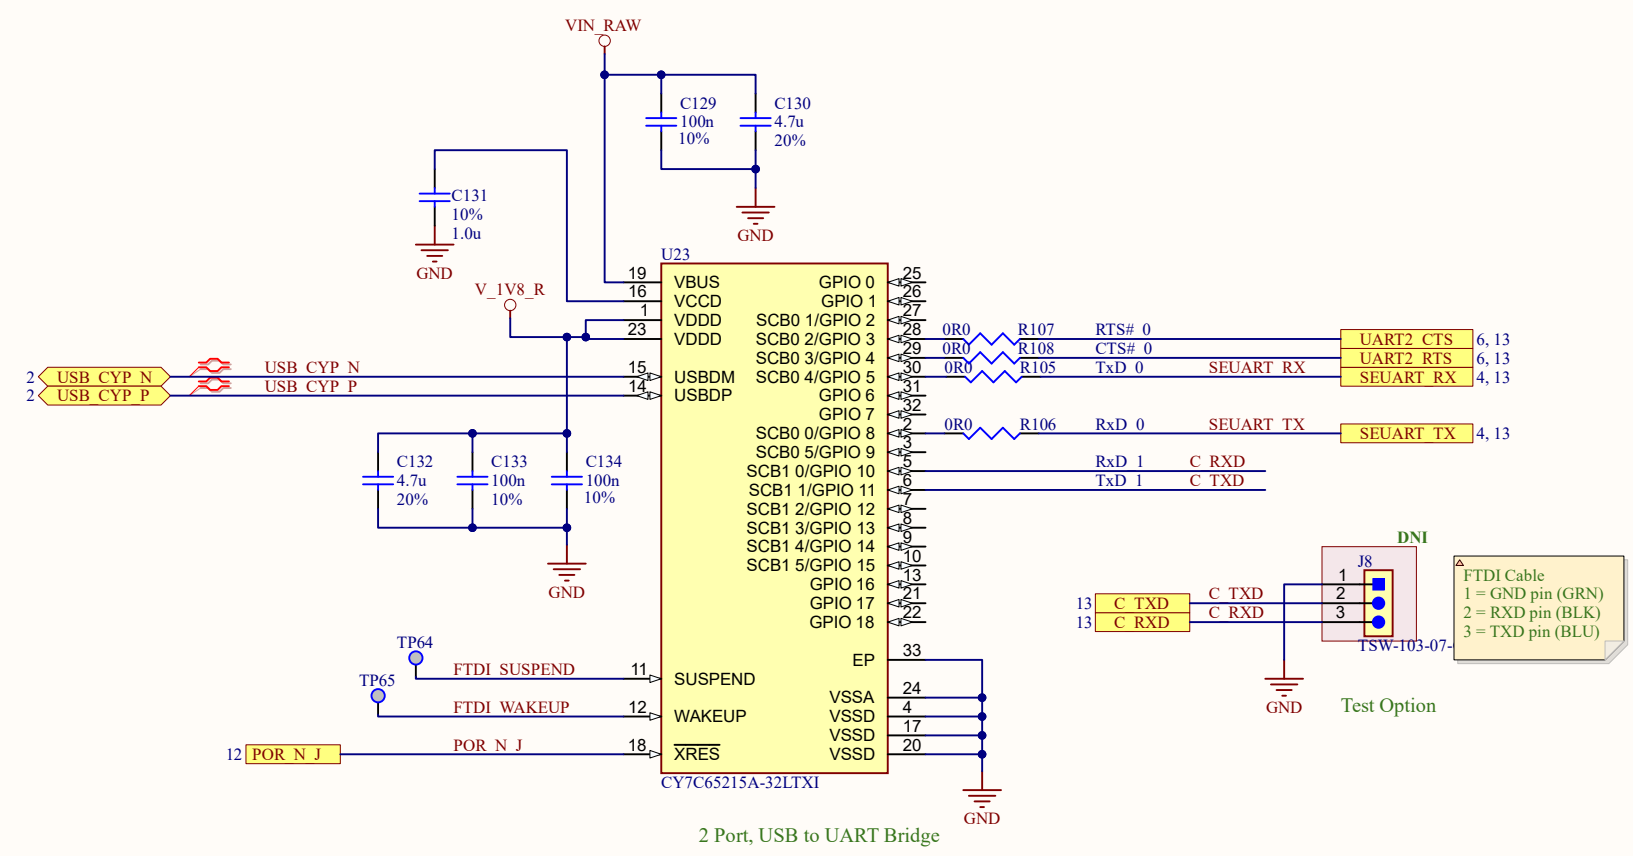 VIN_RAW
C129
100n
10%
C130
4.7u
20%
GND
C131
10%
1.0u
GND
V_1V8_R
U23
19 VBUS
16 VCCD
1 VDDD
23 VDDD
15 USBDM
14 USBDP
2 USB_CYP_N USB_CYP_N
2 USB_CYP_P USB_CYP_P
C132
4.7u
20%
C133
100n
10%
C134
100n
10%
GND
TP64
FTDI_SUSPEND 11 SUSPEND
TP65
FTDI_WAKEUP 12 WAKEUP
12 POR_N_J POR_N_J 18 XRES
GPIO 0 25
GPIO 1 26
SCB0 1/GPIO 2 27
SCB0 2/GPIO 3 28 0R0 R107 RTS#_0 UART2_CTS 6, 13
SCB0 3/GPIO 4 29 0R0 R108 CTS#_0 UART2_RTS 6, 13
SCB0 4/GPIO 5 30 0R0 R105 TxD_0 SEUART_RX SEUART_RX 4, 13
GPIO 6 31
GPIO 7 32
SCB0 0/GPIO 8 2 0R0 R106 RxD_0 SEUART_TX SEUART_TX 4, 13
SCB0 5/GPIO 9 3
SCB1 0/GPIO 10 5 RxD_1 C_RXD
SCB1 1/GPIO 11 6 TxD_1 C_TXD
SCB1 2/GPIO 12 7
SCB1 3/GPIO 13 8
SCB1 4/GPIO 14 9
SCB1 5/GPIO 15 10
GPIO 16 13
GPIO 17 21
GPIO 18 22
EP 33
VSSA 24
VSSD 4
VSSD 17
VSSD 20
GND
CY7C65215A-32LTXI
DNI
J8
1
13 C_TXD C_TXD 2
13 C_RXD C_RXD 3
TSW-103-07-
GND
FTDI Cable
1 = GND pin (GRN)
2 = RXD pin (BLK)
3 = TXD pin (BLU)
Test Option
2 Port, USB to UART Bridge